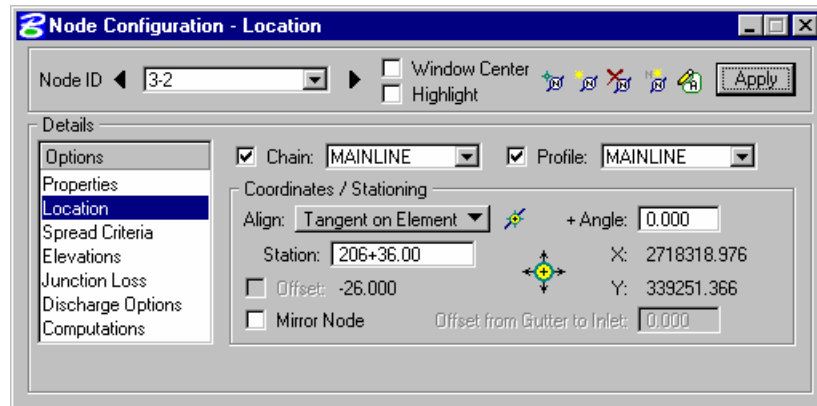 Node Configuration - Location
Node ID 3-2 Window Center Apply
Highlight
Details
Options Chain: MAINLINE Profile: MAINLINE
Properties
Location
Spread Criteria
Elevations
Junction Loss
Discharge Options
Computations
Coordinates / Stationing
Align: Tangent on Element + Angle: 0.000
Station: 206+36.00 X: 2718318.976
Offset: -26.000 Y: 339251.366
Mirror Node Offset from Gutter to Inlet: 0.000